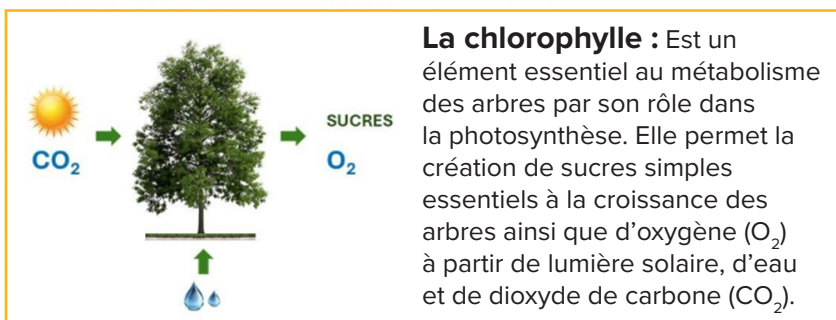 CO₂
SUCRES
O₂
La chlorophylle : Est un
élément essentiel au métabolisme
des arbres par son rôle dans
la photosynthèse. Elle permet la
création de sucres simples
essentiels à la croissance des
arbres ainsi que d’oxygène (O₂)
à partir de lumière solaire, d’eau
et de dioxyde de carbone (CO₂).